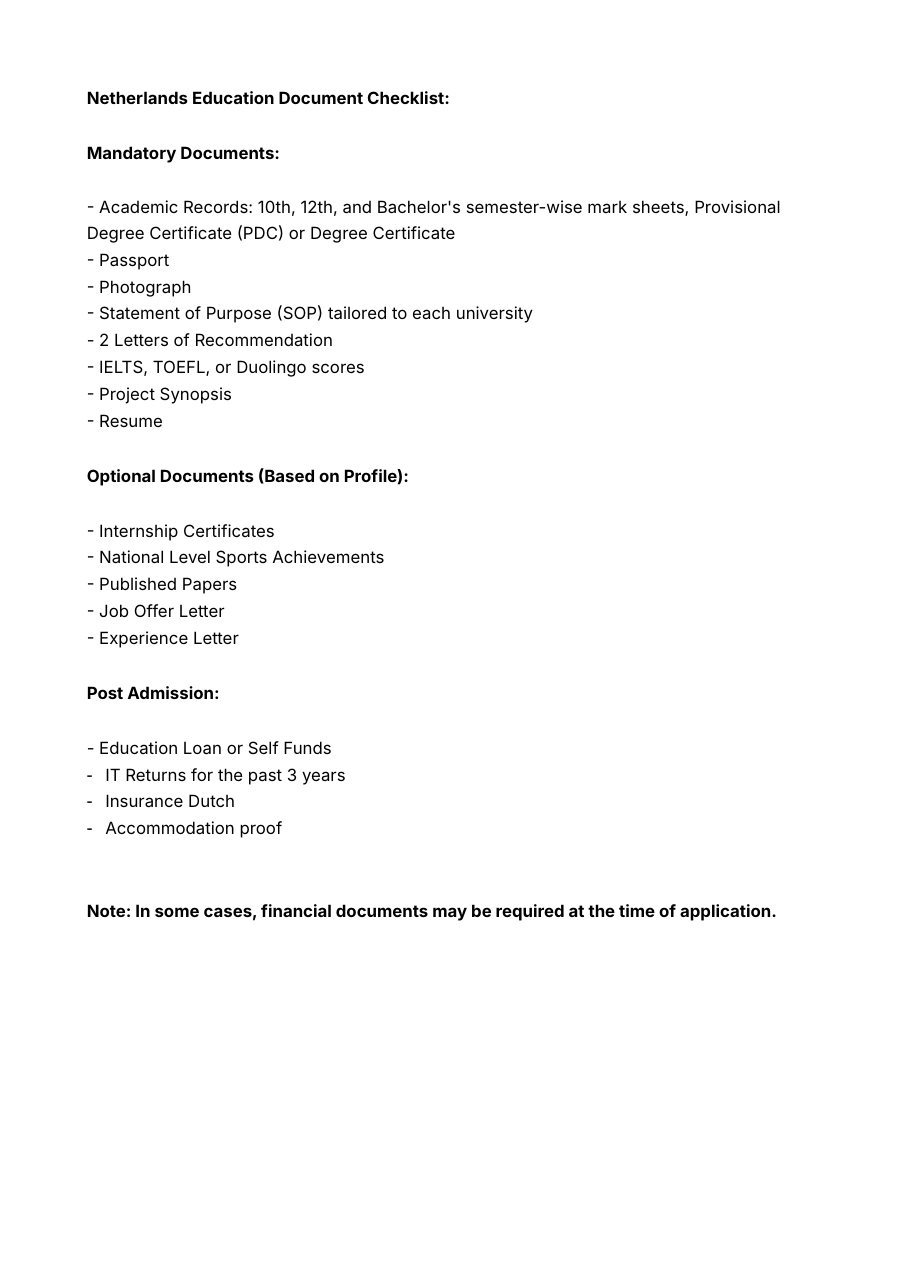 Netherlands Education Document Checklist:
Mandatory Documents:
- Academic Records: 10th, 12th, and Bachelor's semester-wise mark sheets, Provisional
Degree Certificate (PDC) or Degree Certificate
- Passport
- Photograph
- Statement of Purpose (SOP) tailored to each university
- 2 Letters of Recommendation
- IELTS, TOEFL, or Duolingo scores
- Project Synopsis
- Resume
Optional Documents (Based on Profile):
- Internship Certificates
- National Level Sports Achievements
- Published Papers
- Job Offer Letter
- Experience Letter
Post Admission:
- Education Loan or Self Funds
- IT Returns for the past 3 years
- Insurance Dutch
- Accommodation proof
Note: In some cases, financial documents may be required at the time of application.